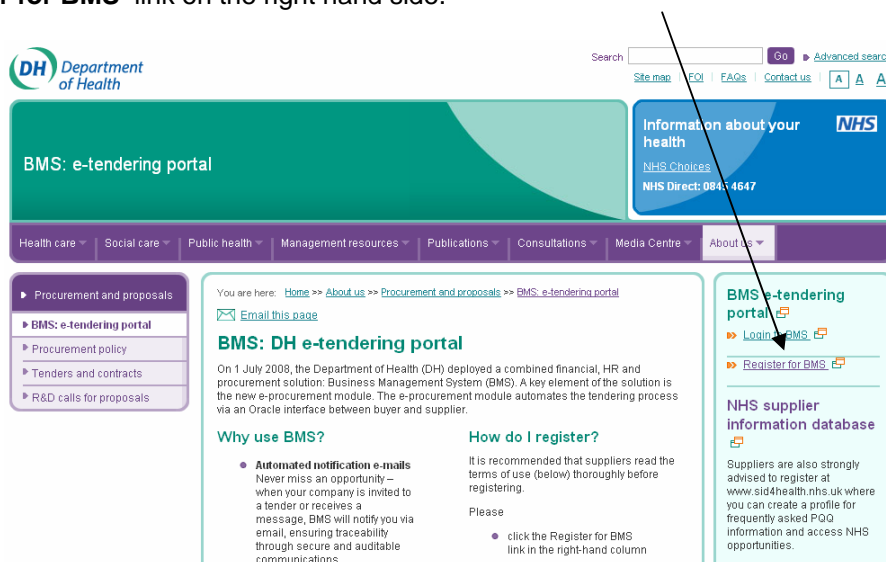 for BMS' link on the right hand side.
DH Department
of Health
Search Go Advanced searc
Site map FOI FAQs Contact us A A A
BMS: e-tendering portal
Information about your
health
NHS
NHS Choices
NHS Direct: 0845 4647
Health care Social care Public health Management resources Publications Consultations Media Centre About us
Procurement and proposals
BMS: e-tendering portal
Procurement policy
Tenders and contracts
R&D calls for proposals
You are here: Home >> About us >> Procurement and proposals >> BMS: e-tendering portal
Email this page
BMS: DH e-tendering portal
On 1 July 2008, the Department of Health (DH) deployed a combined financial, HR and
procurement solution: Business Management System (BMS). A key element of the solution is
the new e-procurement module. The e-procurement module automates the tendering process
via an Oracle interface between buyer and supplier.
Why use BMS?
Automated notification e-mails
Never miss an opportunity –
when your company is invited to
a tender or receives a
message, BMS will notify you via
email, ensuring traceability
through secure and auditable
communications
How do I register?
It is recommended that suppliers read the
terms of use (below) thoroughly before
registering.
Please
click the Register for BMS
link in the right-hand column
BMS e-tendering
portal
Login to BMS
Register for BMS
NHS supplier
information database
Suppliers are also strongly
advised to register at
www.sid4health.nhs.uk where
you can create a profile for
frequently asked PQQ
information and access NHS
opportunities.